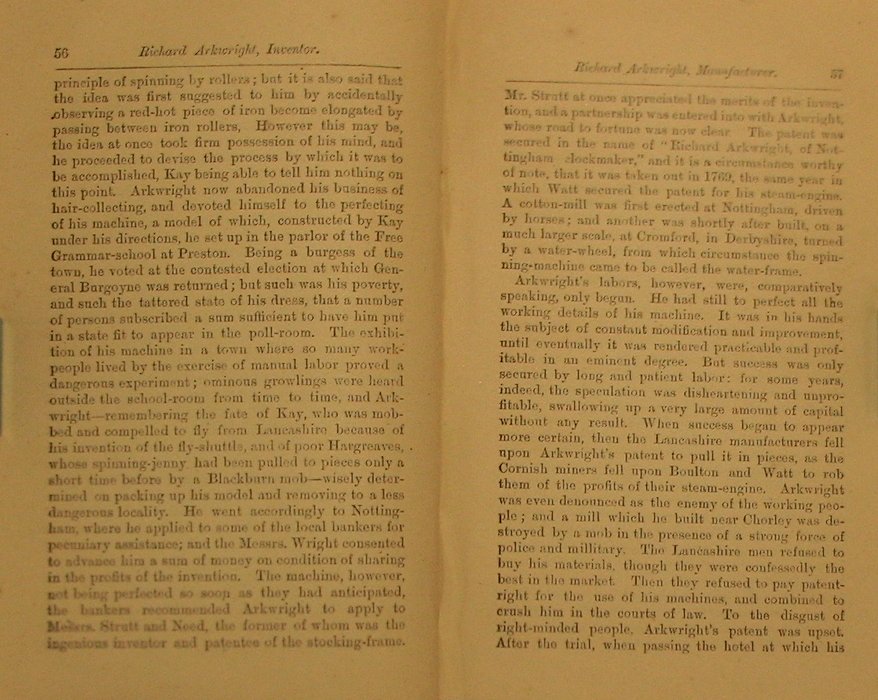 56
Richard Arkwright, Inventor.
principle of spinning by rollers; but it is also said that
the idea was first suggested to him by accidentally
observing a red-hot piece of iron become elongated by
passing between iron rollers. However this may be,
the idea at once took firm possession of his mind, and
he proceeded to devise the process by which it was to
be accomplished, Kay being able to tell him nothing on
this point. Arkwright now abandoned his business of
hair-collecting, and devoted himself to the perfecting
of his machine, a model of which, constructed by Kay
under his directions, he set up in the parlor of the Free
Grammar-school at Preston. Being a burgess of the
town, he voted at the contested election at which Gen-
eral Burgoyne was returned; but such was his poverty,
and such the tattered state of his dress, that a number
of persons subscribed a sum sufficient to have him put
in a state fit to appear in the poll-room. The exhibi-
tion of his machine in a town where so many work-
people lived by the exercise of manual labor proved a
dangerous experiment; ominous growlings were heard
outside the school-room from time to time, and Ark-
wright—remembering the fate of Kay, who was mob-
bed and compelled to fly from Lancashire because of
his invention of the fly-shuttle, and of poor Hargreaves,
whose spinning-jenny had been pulled to pieces only a
short time before by a Blackburn mob—wisely deter-
mined on packing up his model and removing to a less
dangerous locality. He went accordingly to Notting-
ham, where he applied to some of the local bankers for
pecuniary assistance; and the Messrs. Wright consented
to advance him a sum of money on condition of sharing
in the profits of the invention. The machine, however,
not being perfected so soon as they had anticipated,
the bankers recommended Arkwright to apply to
Messrs. Strutt and Need, the former of whom was the
ingenious inventor and patentee of the stocking-frame.
Richard Arkwright, Manufacturer.
57
Mr. Strutt at once appreciated the merits of the inven-
tion, and a partnership was entered into with Arkwright,
whose road to fortune was now clear. The patent was
secured in the name of "Richard Arkwright, of Not-
tingham clockmaker," and it is a circumstance worthy
of note, that it was taken out in 1769, the same year in
which Watt secured the patent for his steam-engine.
A cotton-mill was first erected at Nottingham, driven
by horses; and another was shortly after built, on a
much larger scale, at Cromford, in Derbyshire, turned
by a water-wheel, from which circumstance the spin-
ning-machine came to be called the water-frame.
Arkwright's labors, however, were, comparatively
speaking, only begun. He had still to perfect all the
working details of his machine. It was in his hands
the subject of constant modification and improvement,
until eventually it was rendered practicable and prof-
itable in an eminent degree. But success was only
secured by long and patient labor: for some years,
indeed, the speculation was disheartening and unpro-
fitable, swallowing up a very large amount of capital
without any result. When success began to appear
more certain, then the Lancashire manufacturers fell
upon Arkwright's patent to pull it in pieces, as the
Cornish miners fell upon Boulton and Watt to rob
them of the profits of their steam-engine. Arkwright
was even denounced as the enemy of the working peo-
ple; and a mill which he built near Chorley was de-
stroyed by a mob in the presence of a strong force of
police and millitary. The Lancashire men refused to
buy his materials, though they were confessedly the
best in the market. Then they refused to pay patent-
right for the use of his machines, and combined to
crush him in the courts of law. To the disgust of
right-minded people, Arkwright's patent was upset.
After the trial, when passing the hotel at which his